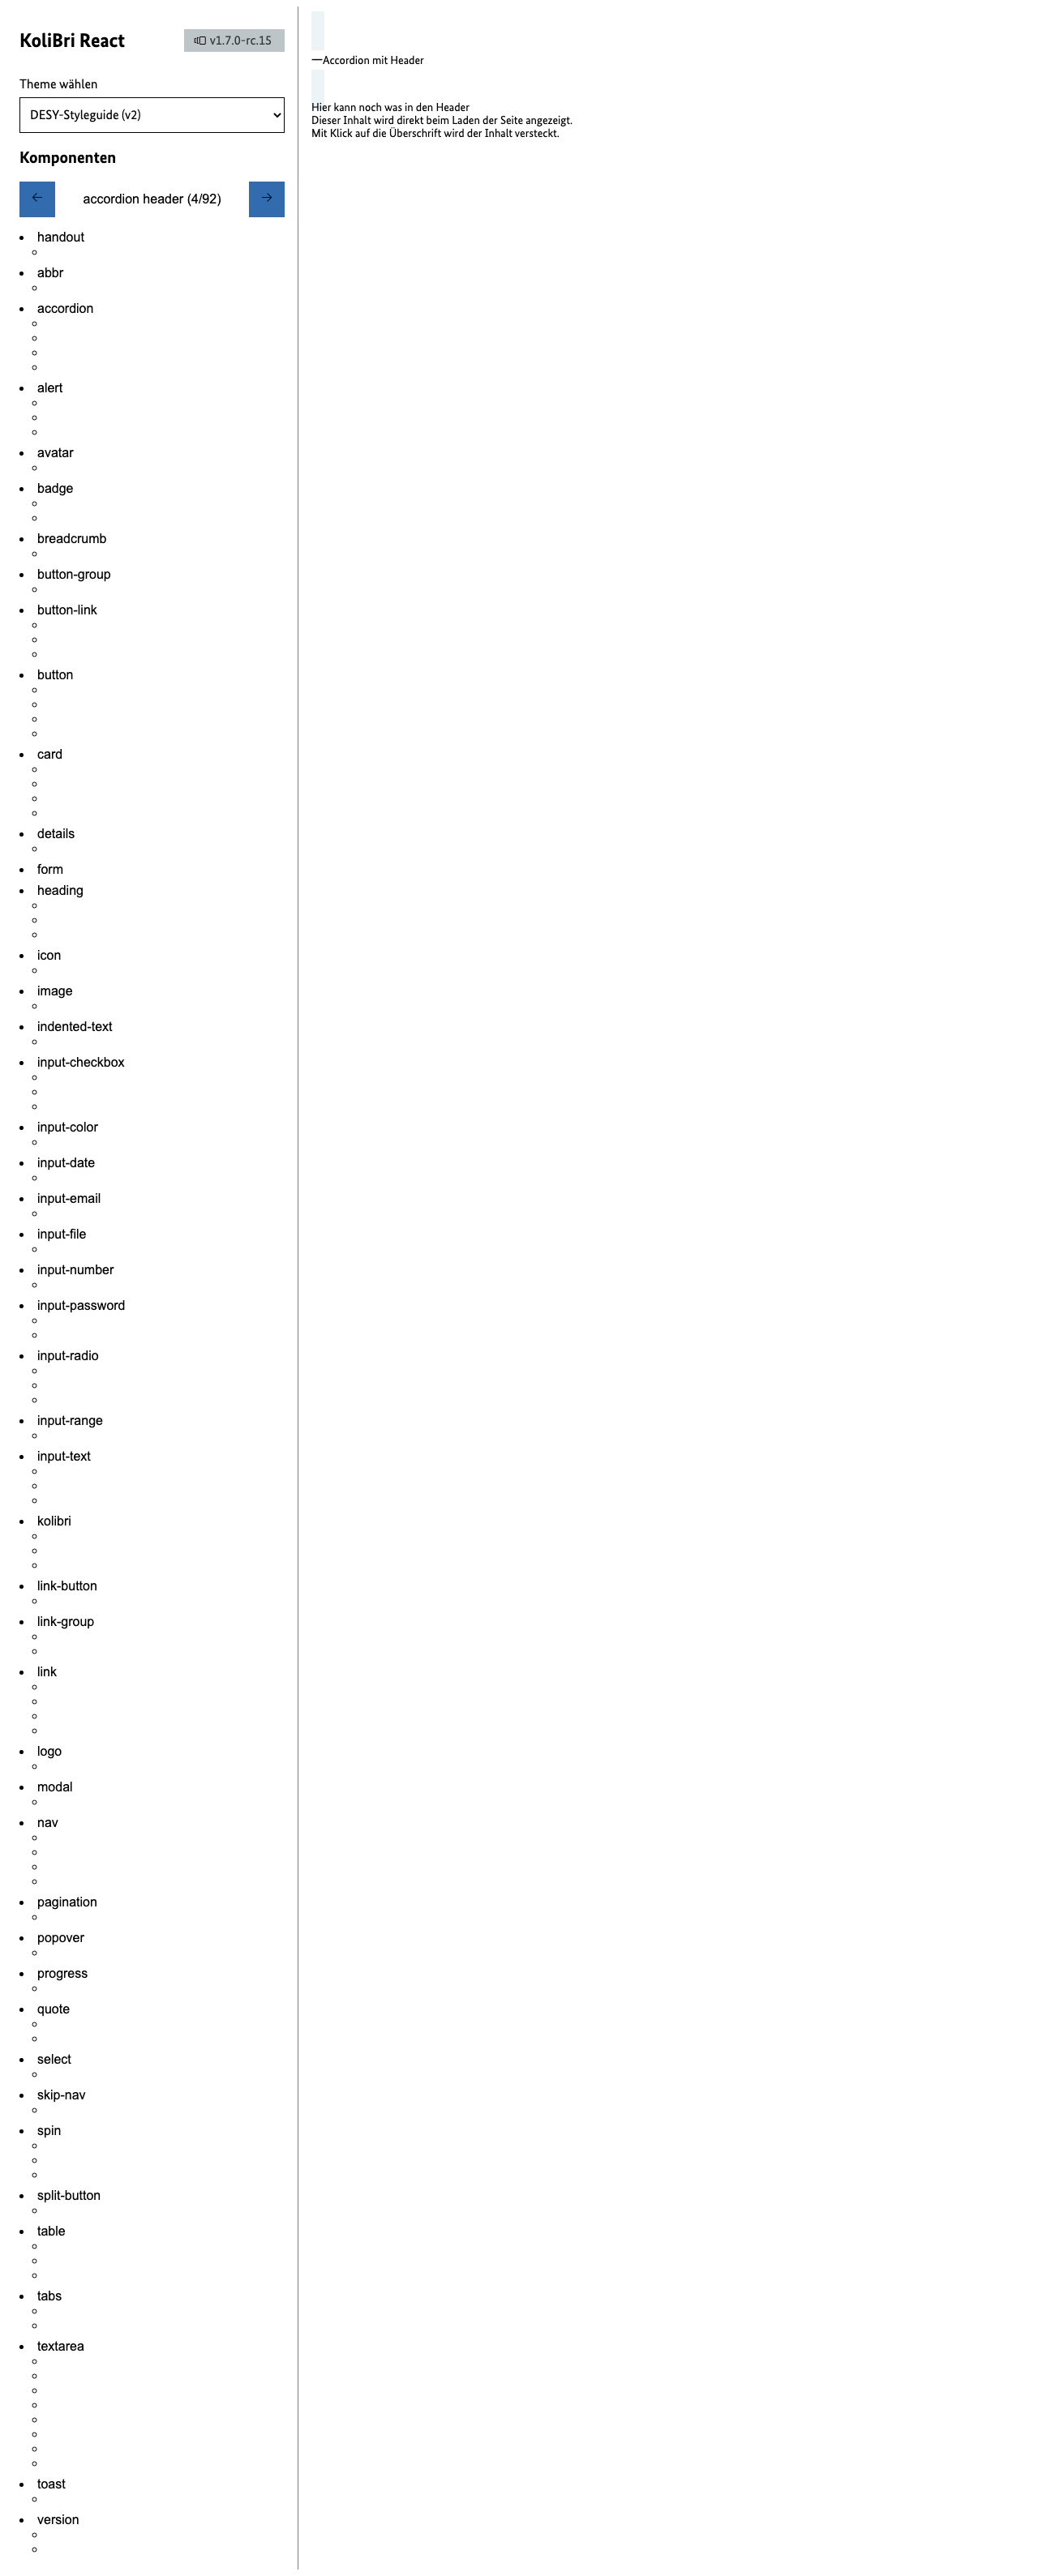 KoliBri React
v1.7.0-rc.15
Theme wählen
DESY-Styleguide (v2)
Komponenten
← accordion header (4/92) →
handout
abbr
accordion
alert
avatar
badge
breadcrumb
button-group
button-link
button
card
details
form
heading
icon
image
indented-text
input-checkbox
input-color
input-date
input-email
input-file
input-number
input-password
input-radio
input-range
input-text
kolibri
link-button
link-group
link
logo
modal
nav
pagination
popover
progress
quote
select
skip-nav
spin
split-button
table
tabs
textarea
toast
version
Accordion mit Header
Hier kann noch was in den Header
Dieser Inhalt wird direkt beim Laden der Seite angezeigt.
Mit Klick auf die Überschrift wird der Inhalt versteckt.